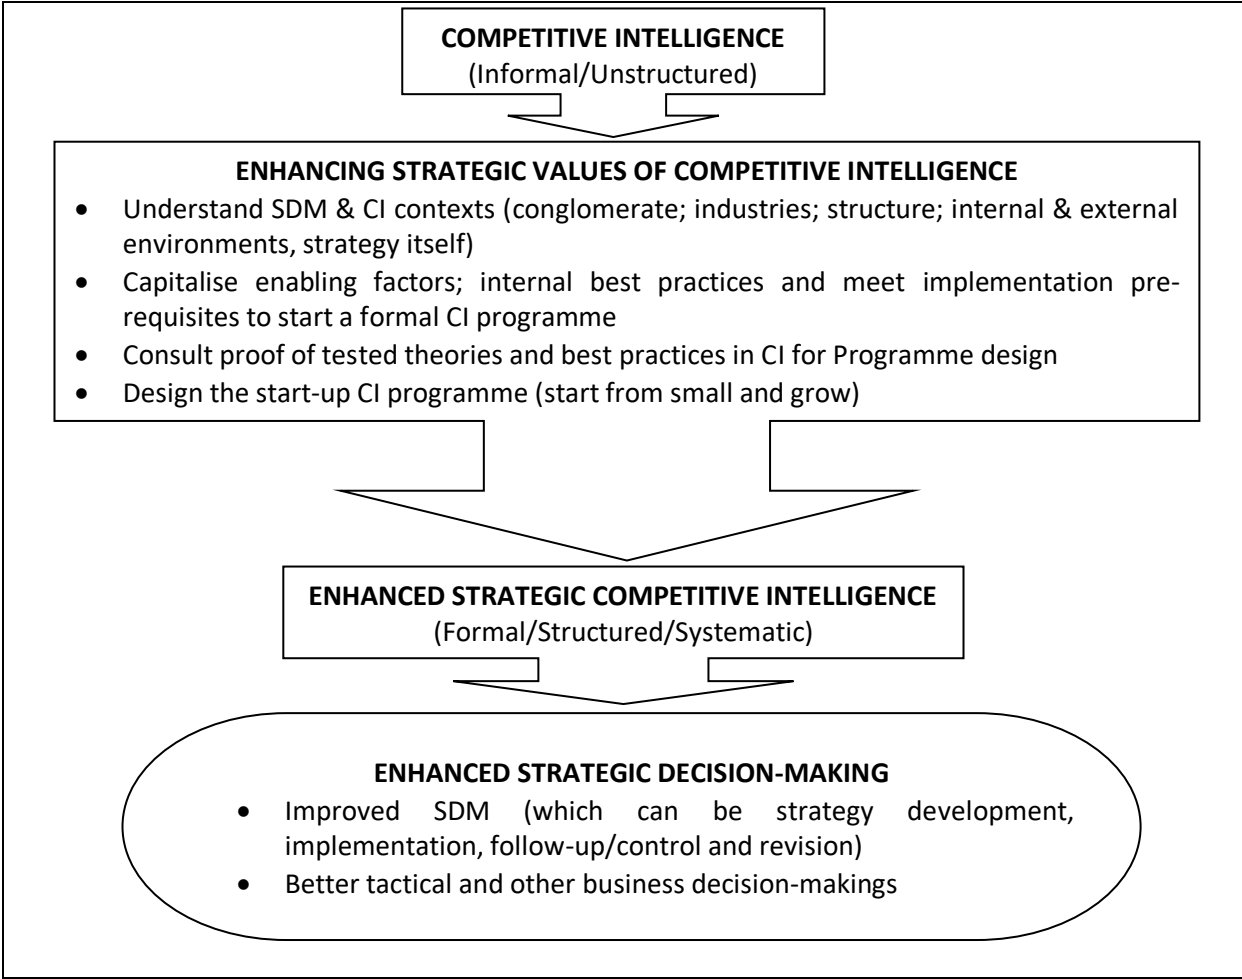 COMPETITIVE INTELLIGENCE
(Informal/Unstructured)
ENHANCING STRATEGIC VALUES OF COMPETITIVE INTELLIGENCE
• Understand SDM & CI contexts (conglomerate; industries; structure; internal & external
environments, strategy itself)
• Capitalise enabling factors; internal best practices and meet implementation pre-
requisites to start a formal CI programme
• Consult proof of tested theories and best practices in CI for Programme design
• Design the start-up CI programme (start from small and grow)
ENHANCED STRATEGIC COMPETITIVE INTELLIGENCE
(Formal/Structured/Systematic)
ENHANCED STRATEGIC DECISION-MAKING
• Improved SDM (which can be strategy development,
implementation, follow-up/control and revision)
• Better tactical and other business decision-makings